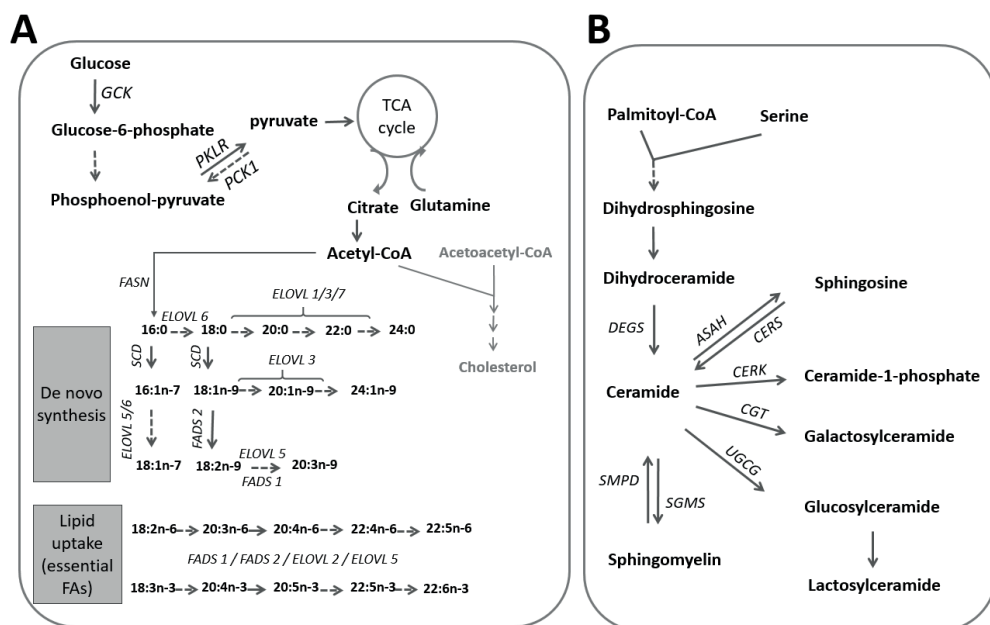 A
Glucose
GCK
Glucose-6-phosphate
Phosphoenol-pyruvate
PKLR
PCK1
pyruvate
TCA
cycle
Citrate
Glutamine
Acetyl-CoA
Acetoacetyl-CoA
Cholesterol
FASN
ELOVL 1/3/7
ELOVL 6
16:0
18:0
20:0
22:0
24:0
SCD
SCD
ELOVL 3
De novo
synthesis
16:1n-7
18:1n-9
20:1n-9
24:1n-9
ELOVL 5/6
FADS 2
ELOVL 5
FADS 1
18:1n-7
18:2n-9
20:3n-9
Lipid
uptake
(essential
FAs)
18:2n-6
20:3n-6
20:4n-6
22:4n-6
22:5n-6
FADS 1 / FADS 2 / ELOVL 2 / ELOVL 5
18:3n-3
20:4n-3
20:5n-3
22:5n-3
22:6n-3
B
Palmitoyl-CoA
Serine
Dihydrosphingosine
Dihydroceramide
DEGS
Sphingosine
ASAH
CERS
Ceramide
CERK
Ceramide-1-phosphate
CGT
Galactosylceramide
UGCG
Glucosylceramide
SMPD
SGMS
Sphingomyelin
Lactosylceramide